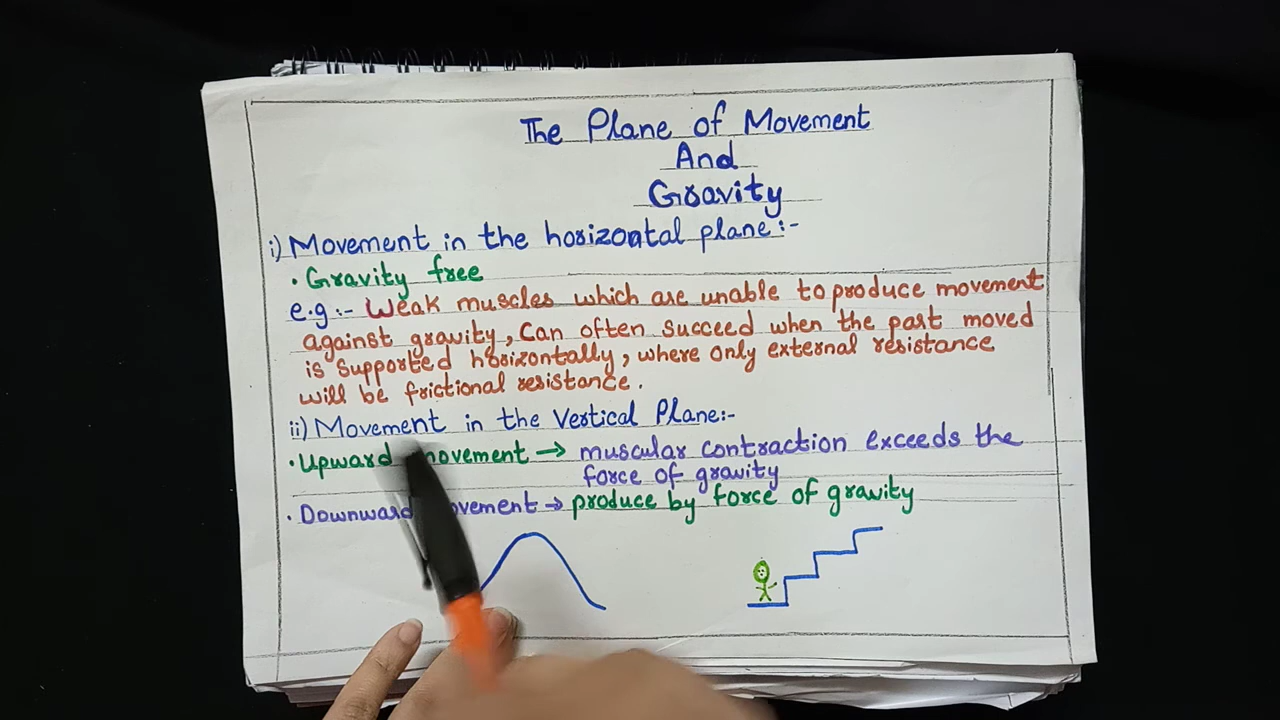 The Plane of Movement
And
Gravity
i) Movement in the horizontal plane:-
• Gravity free
e.g:- Weak muscles which are unable to produce movement
against gravity, Can often succeed when the part moved
is supported horizontally, where only external resistance
will be frictional resistance.
ii) Movement in the Vertical Plane:-
• Upward movement → muscular contraction exceeds the
force of gravity
• Downward movement → produce by force of gravity